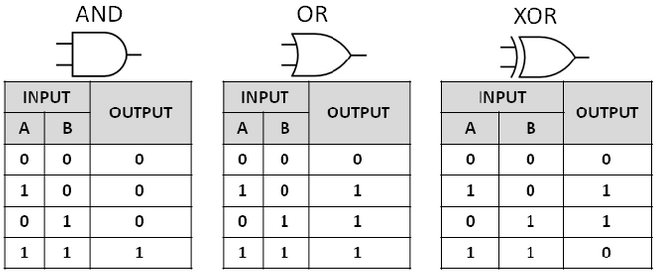 AND OR XOR
INPUT OUTPUT INPUT OUTPUT INPUT OUTPUT
A B A B A B
0 0 0 0 0 0 0 0 0
1 0 0 1 0 1 1 0 1
0 1 0 0 1 1 0 1 1
1 1 1 1 1 1 1 1 0